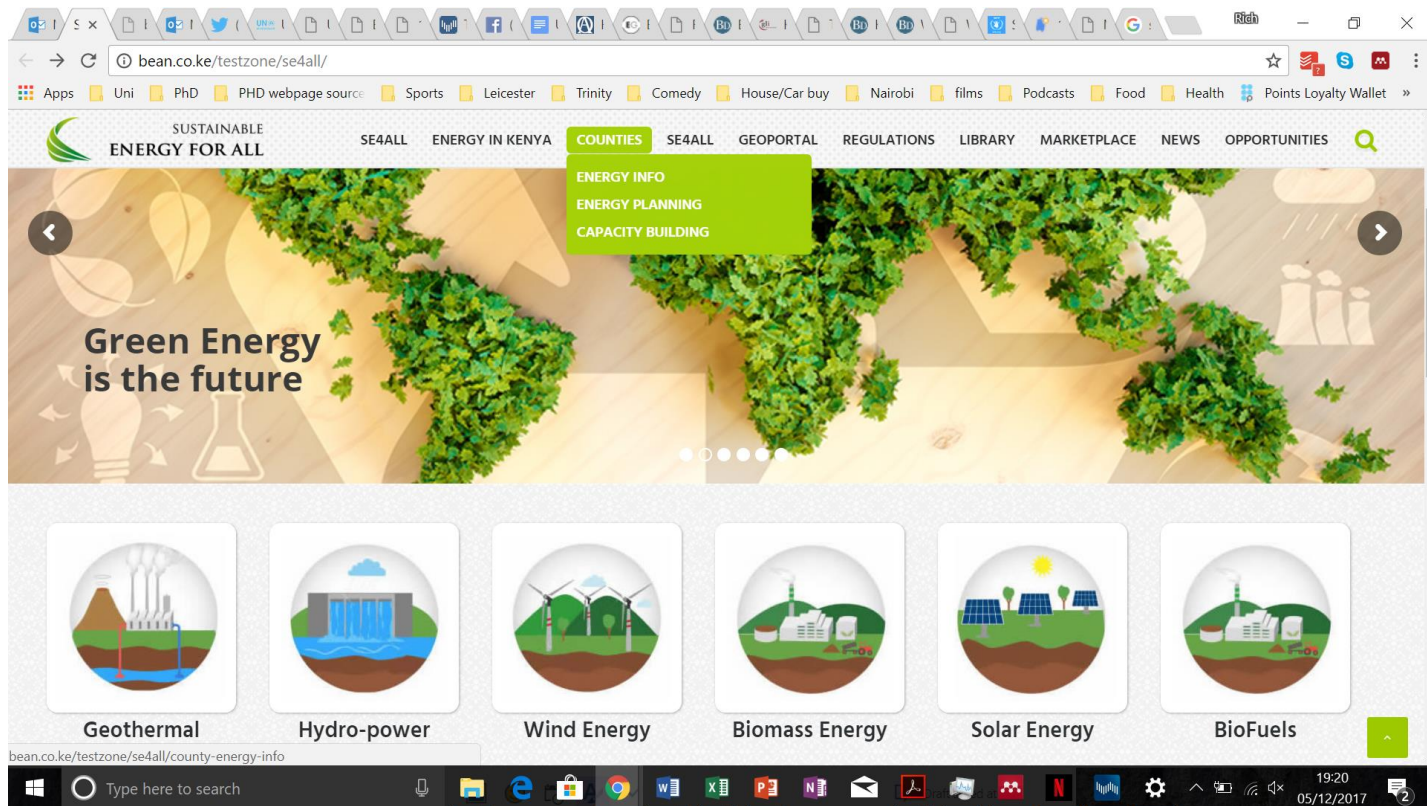 Rich
bean.co.ke/testzone/se4all/
Apps Uni PhD PHD webpage source Sports Leicester Trinity Comedy House/Car buy Nairobi films Podcasts Food Health Points Loyalty Wallet »
SUSTAINABLE
ENERGY FOR ALL
SE4ALL ENERGY IN KENYA COUNTIES SE4ALL GEOPORTAL REGULATIONS LIBRARY MARKETPLACE NEWS OPPORTUNITIES
ENERGY INFO
ENERGY PLANNING
CAPACITY BUILDING
Green Energy
is the future
Geothermal Hydro-power Wind Energy Biomass Energy Solar Energy BioFuels
bean.co.ke/testzone/se4all/county-energy-info
Type here to search
19:20
05/12/2017
2